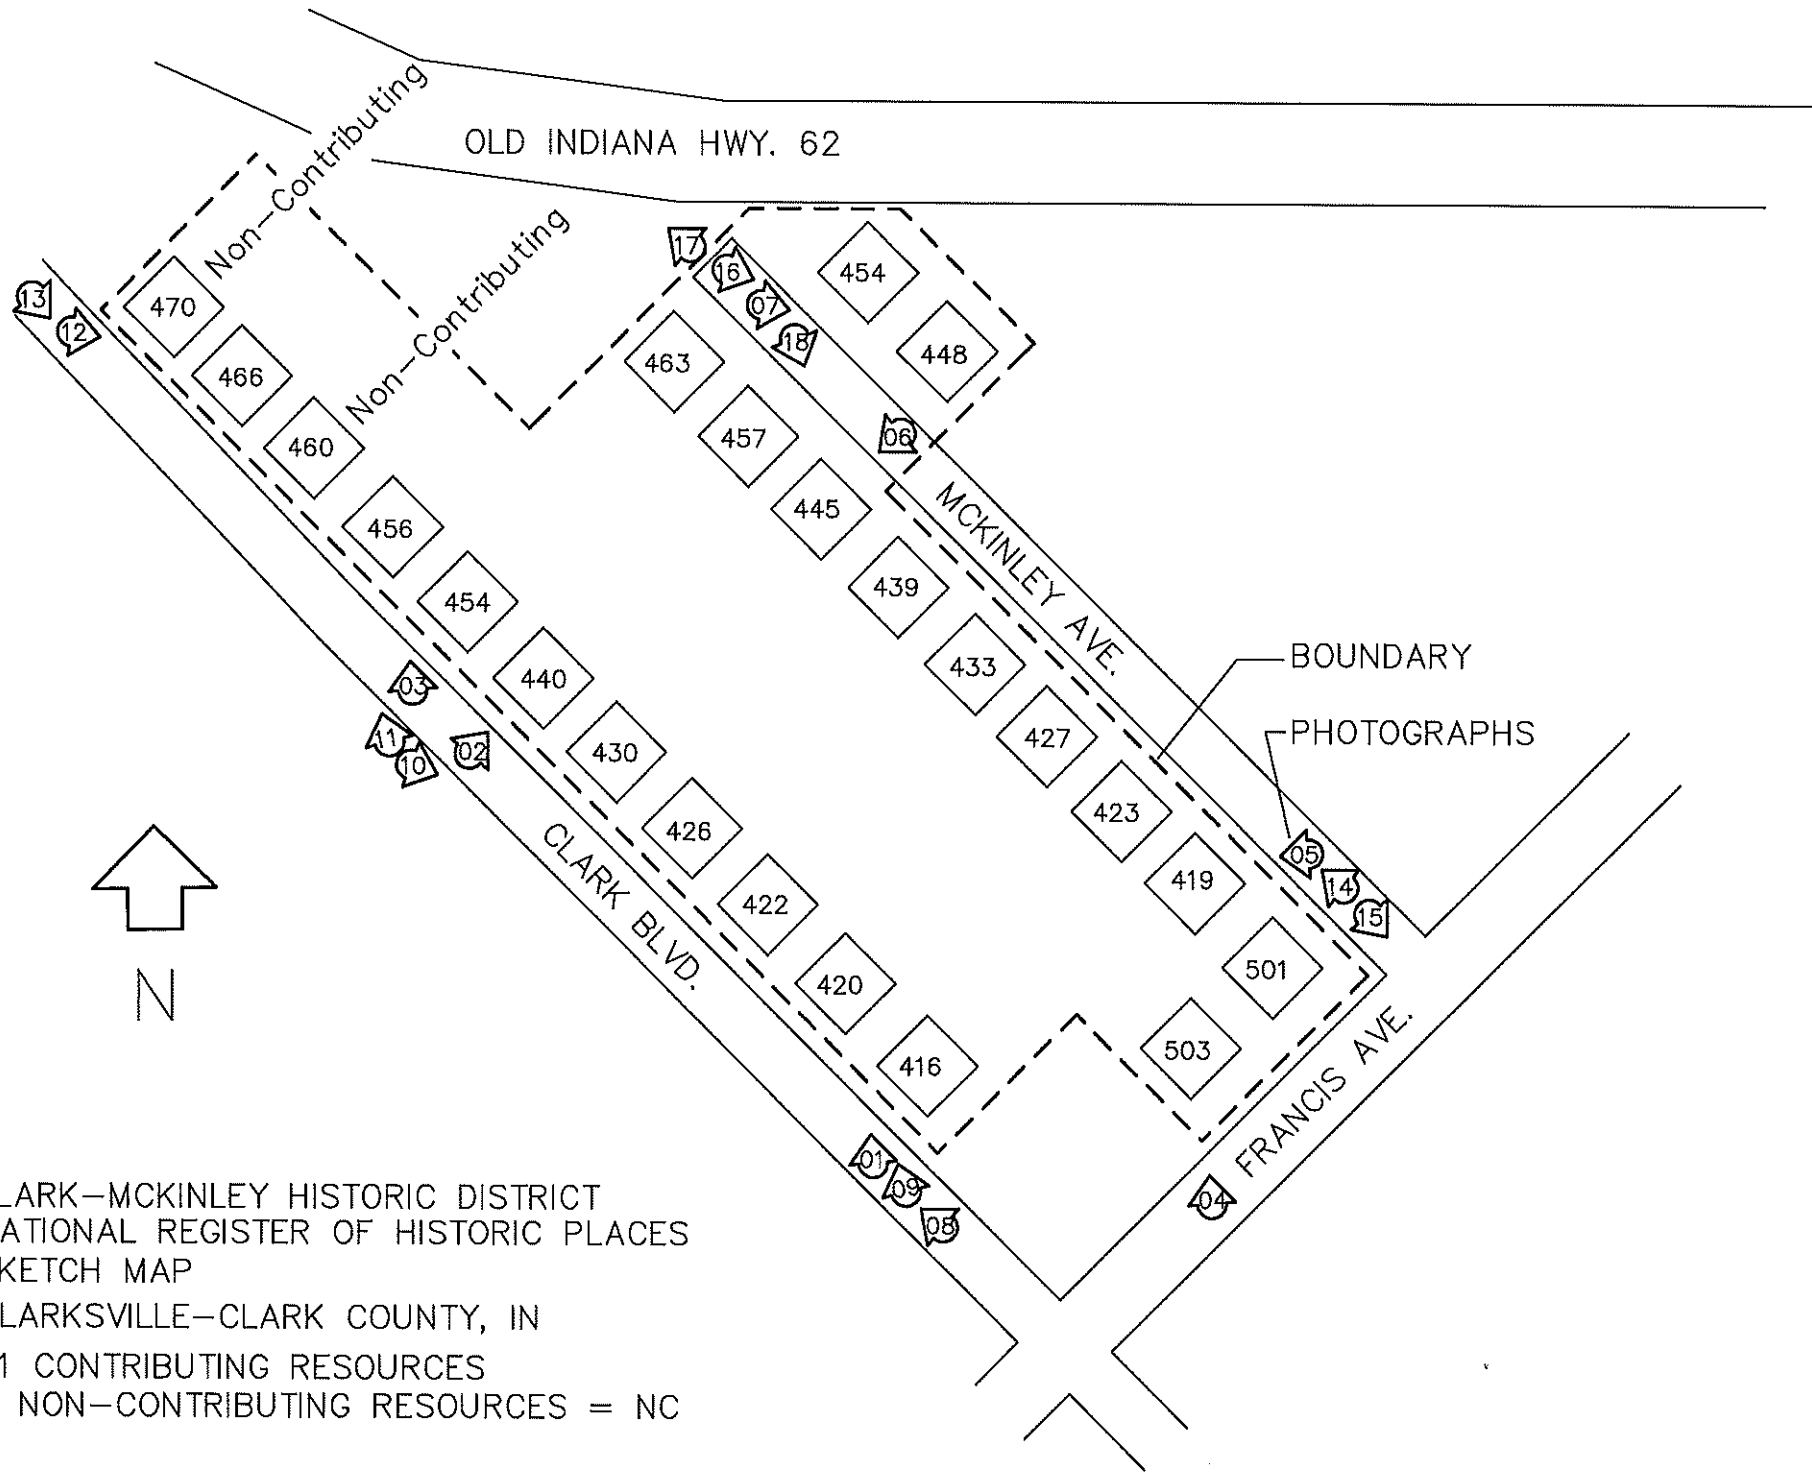 OLD INDIANA HWY. 62
Non-Contributing
Non-Contributing
17
16
07
18
454
448
13
12
470
466
460
456
454
440
430
426
422
420
416
463
457
445
439
433
427
423
419
501
503
06
MCKINLEY AVE.
BOUNDARY
PHOTOGRAPHS
03
11
10
02
CLARK BLVD.
05
14
15
01
09
08
04
FRANCIS AVE.
N
LARK-MCKINLEY HISTORIC DISTRICT
ATIONAL REGISTER OF HISTORIC PLACES
KETCH MAP
LARKSVILLE-CLARK COUNTY, IN
1 CONTRIBUTING RESOURCES
NON-CONTRIBUTING RESOURCES = NC